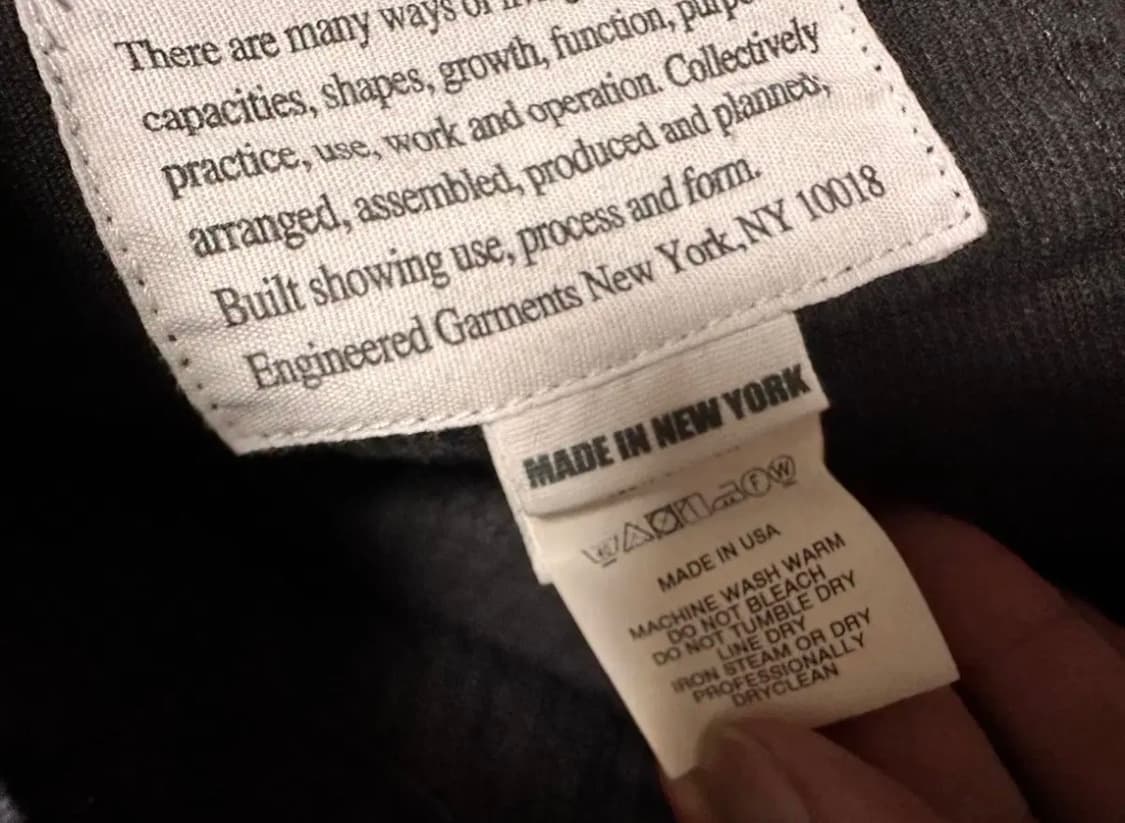 There are many ways of
capacities, shapes, growth, function,
practice, use, work and operation. Collectively
arranged, assembled, produced and planned,
Built showing use, process and form.
Engineered Garments New York, NY 10018
MADE IN NEW YORK
F W
MADE IN USA
MACHINE WASH WARM
DO NOT BLEACH
DO NOT TUMBLE DRY
LINE DRY
IRON STEAM OR DRY
PROFESSIONALLY
DRYCLEAN